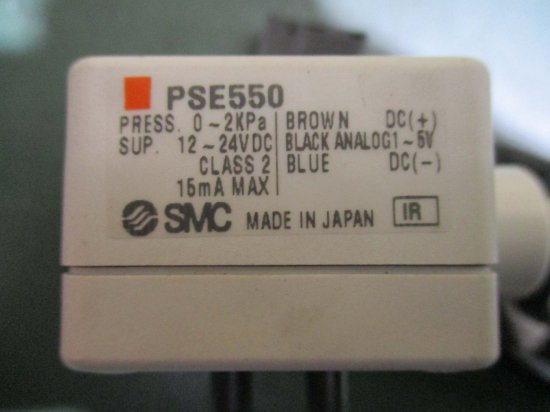 PSE550
PRESS. 0~2KPa
SUP. 12~24VDC
CLASS 2
15mA MAX
BROWN DC(+)
BLACK ANALOG1~5V
BLUE DC(-)
SMC MADE IN JAPAN IR